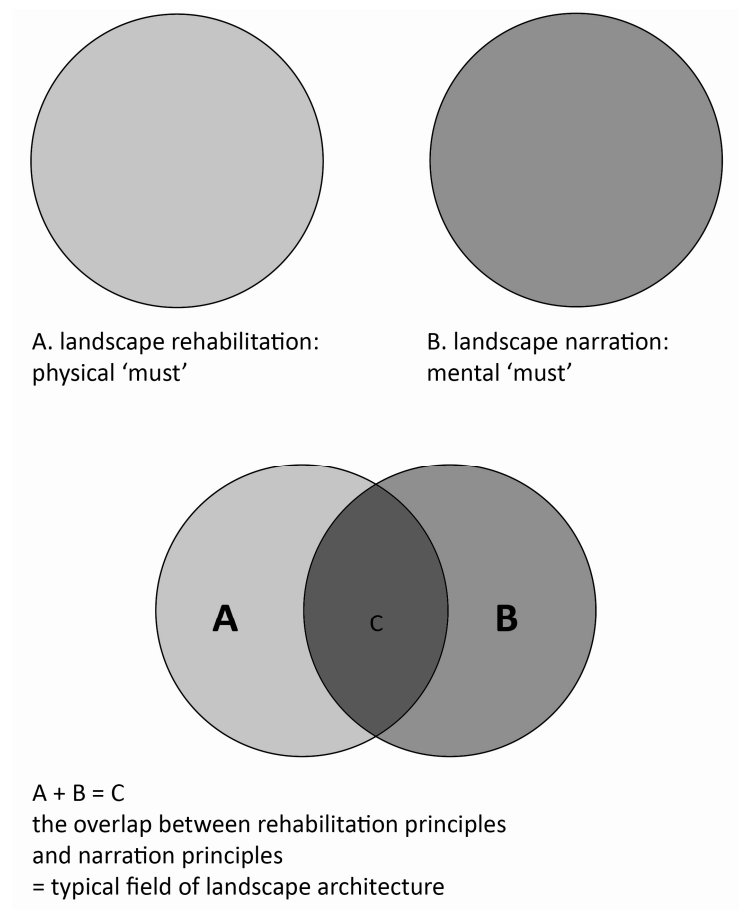 A. landscape rehabilitation:
physical ‘must’
B. landscape narration:
mental ‘must’
A
C
B
A + B = C
the overlap between rehabilitation principles
and narration principles
= typical field of landscape architecture